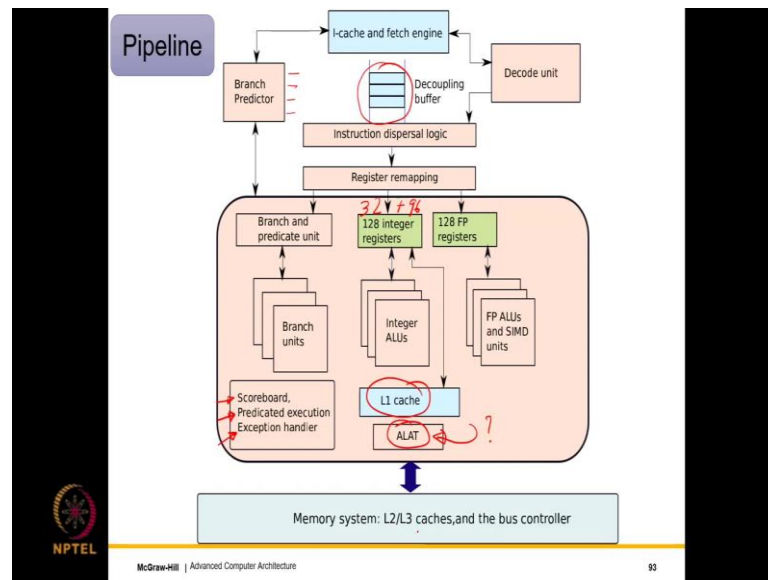 Pipeline
I-cache and fetch engine
Branch
Predictor
Decoupling
buffer
Decode unit
Instruction dispersal logic
Register remapping
32 + 96
Branch and
predicate unit
128 integer
registers
128 FP
registers
Branch
units
Integer
ALUs
FP ALUs
and SIMD
units
Scoreboard,
Predicated execution
Exception handler
L1 cache
ALAT
?
Memory system: L2/L3 caches,and the bus controller
NPTEL
McGraw-Hill | Advanced Computer Architecture
93